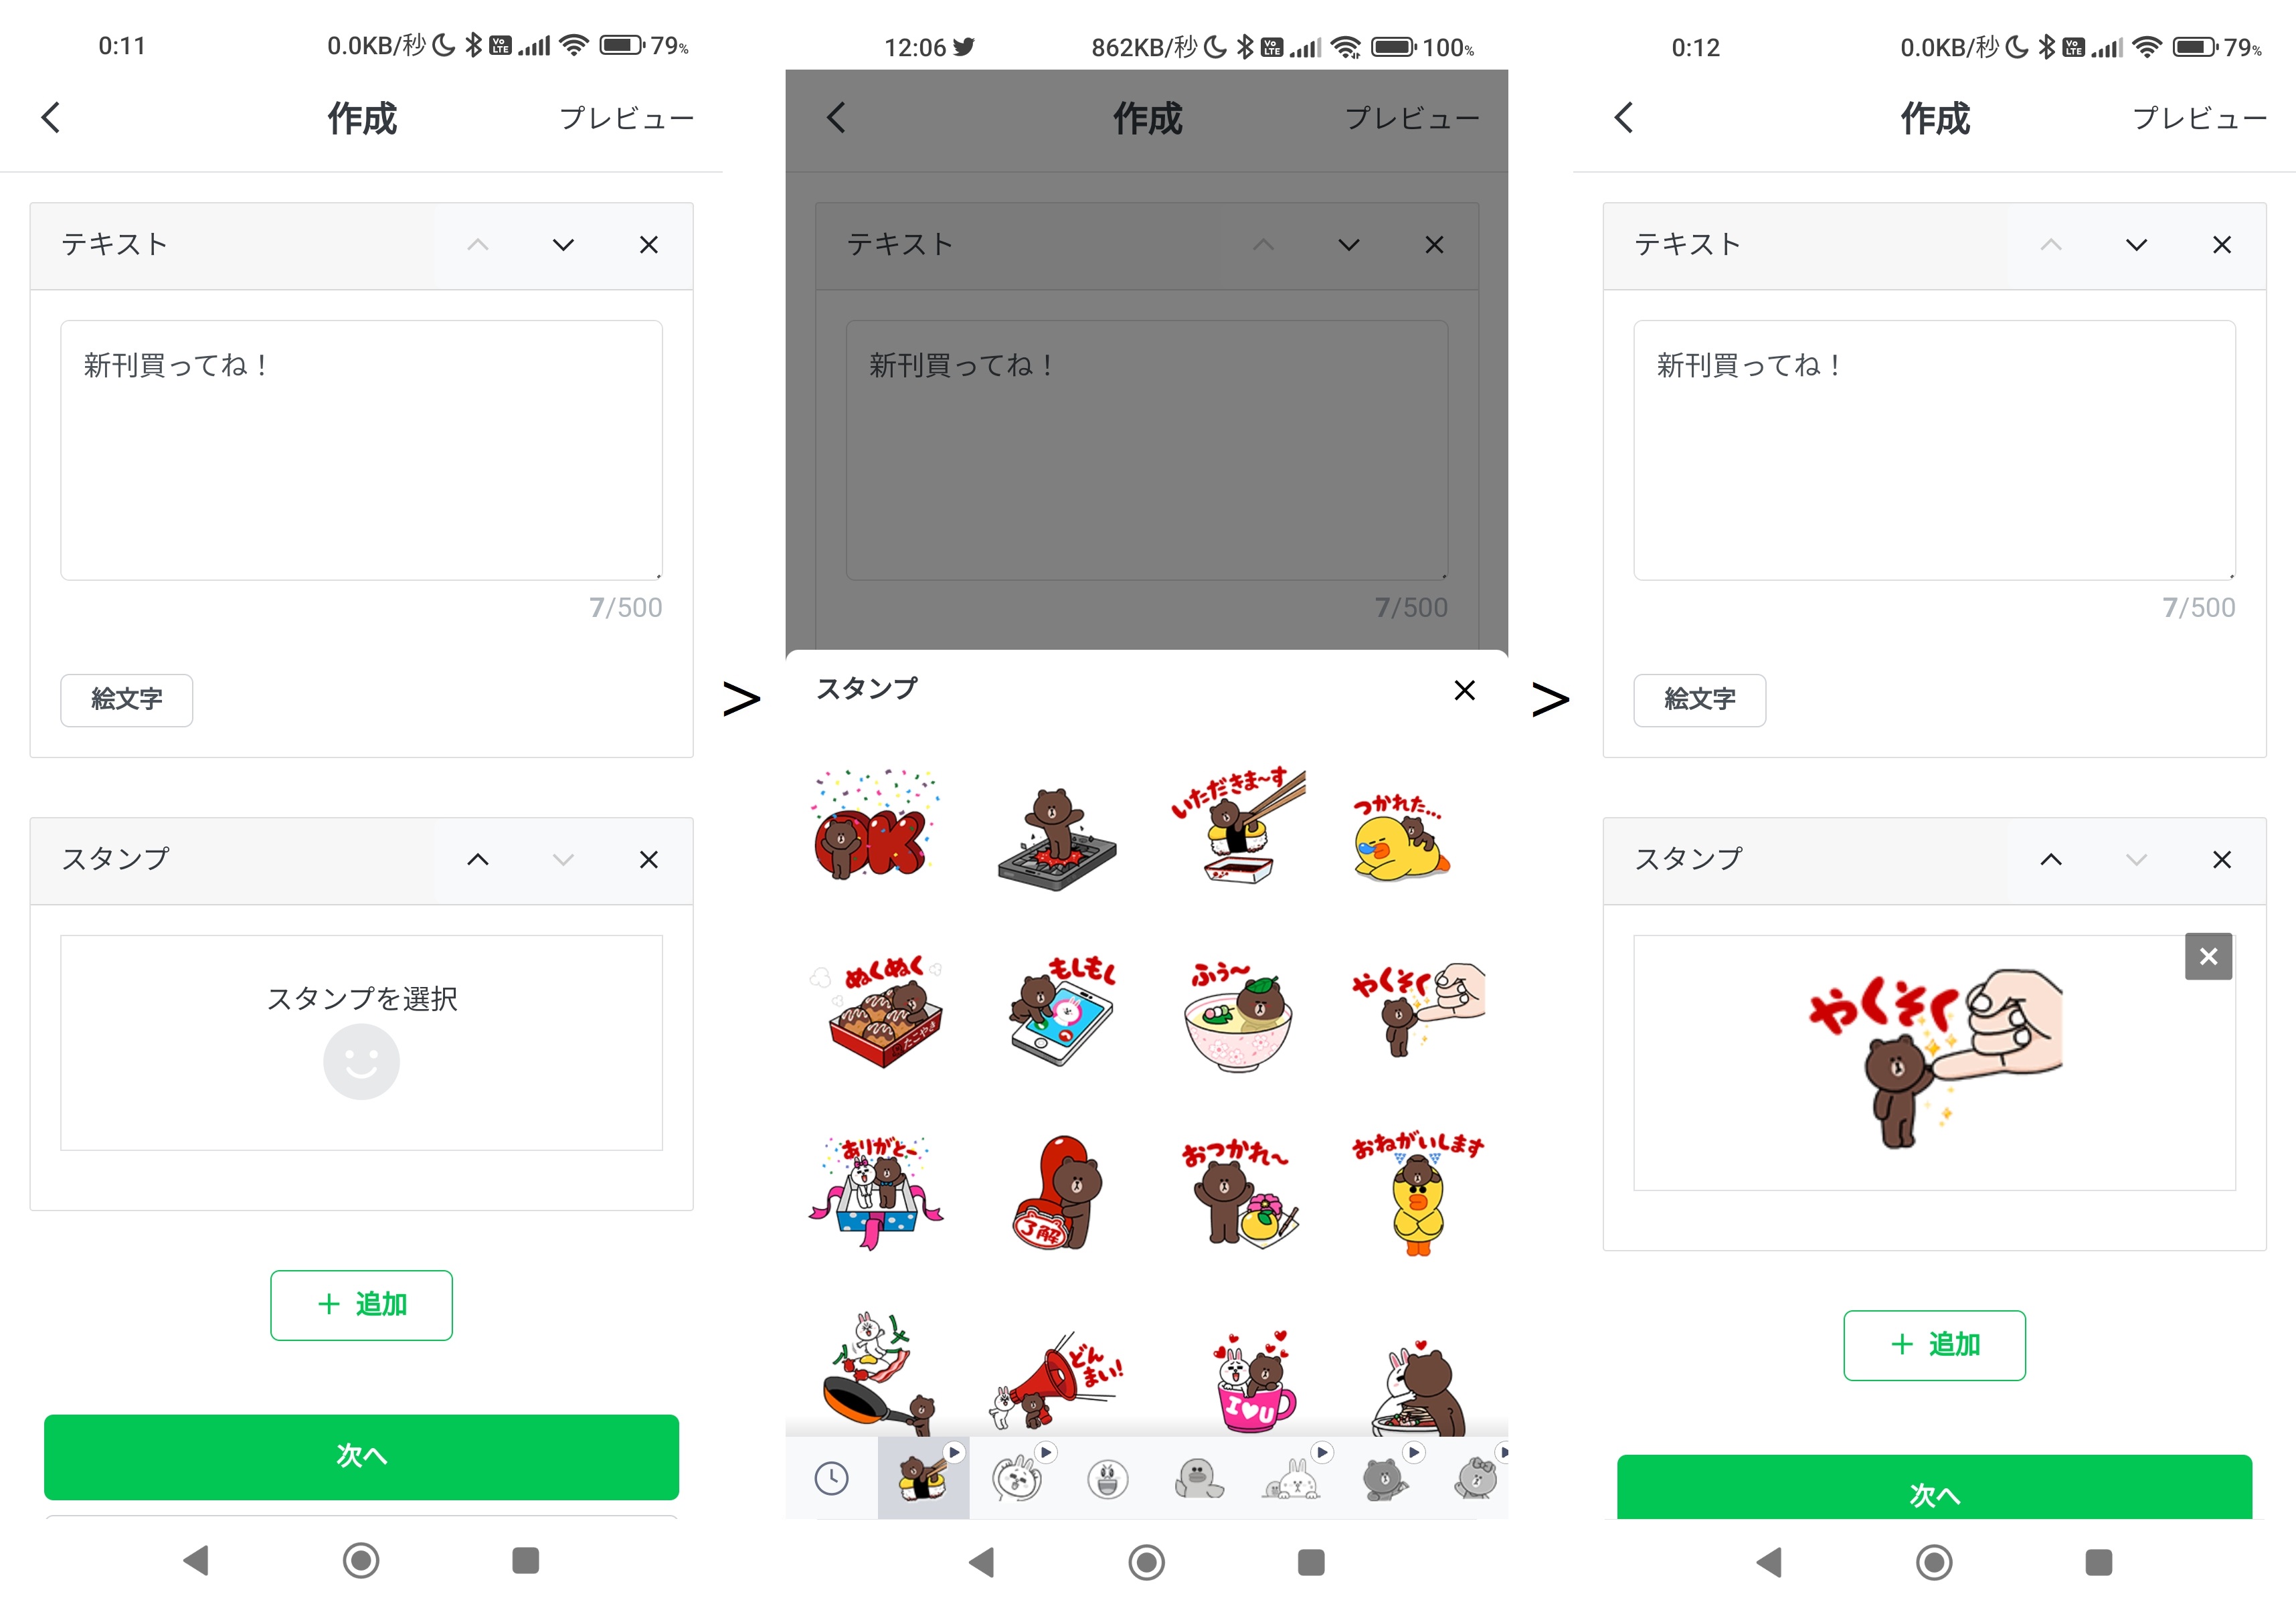 0:11 0.0KB/秒 Vo LTE 79%
作成 プレビュー
テキスト
新刊買ってね！
7/500
絵文字
スタンプ
スタンプを選択
+ 追加
次へ
>
12:06 862KB/秒 Vo LTE 100%
作成 プレビュー
テキスト
新刊買ってね！
7/500
スタンプ
OK
いただきま〜す
つかれた…
ぬくぬく
たこやき
もしもし
ふぅ〜
やくそく
ありがとー
了解
おつかれ〜
おねがいします
どん
まい!
I♥U
>
0:12 0.0KB/秒 Vo LTE 79%
作成 プレビュー
テキスト
新刊買ってね！
7/500
絵文字
スタンプ
やくそく
+ 追加
次へ